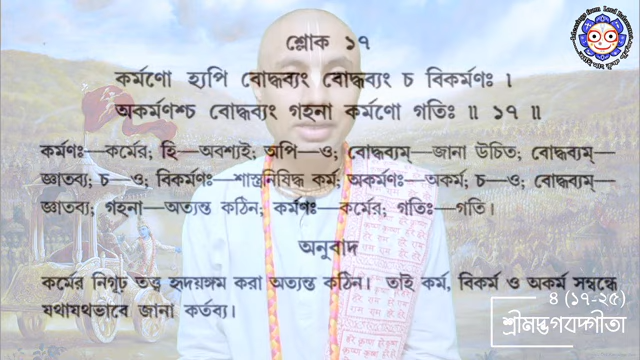 শ্লোক ১৭
কর্মণো হ্যপি বোদ্ধব্যং বোদ্ধব্যং চ বিকর্মণঃ ।
অকর্মণশ্চ বোদ্ধব্যং গহনা কর্মণো গতিঃ ॥ ১৭ ॥
কর্মণঃ—কর্মের; হি—অবশ্যই; অপি—ও; বোদ্ধব্যম্—জানা উচিত; বোদ্ধব্যম্—
জ্ঞাতব্য; চ—ও; বিকর্মণঃ—শাস্ত্রনিষিদ্ধ কর্ম; অকর্মণঃ—অকর্ম; চ—ও; বোদ্ধব্যম্—
জ্ঞাতব্য; গহনা—অত্যন্ত কঠিন; কর্মণঃ—কর্মের; গতিঃ—গতি।
অনুবাদ
কর্মের নিগূঢ় তত্ত্ব হৃদয়ঙ্গম করা অত্যন্ত কঠিন। তাই কর্ম, বিকর্ম ও অকর্ম সম্বন্ধে
যথাযথভাবে জানা কর্তব্য।
৪ (১৭-২৫)
শ্রীমদ্ভগবদ্গীতা